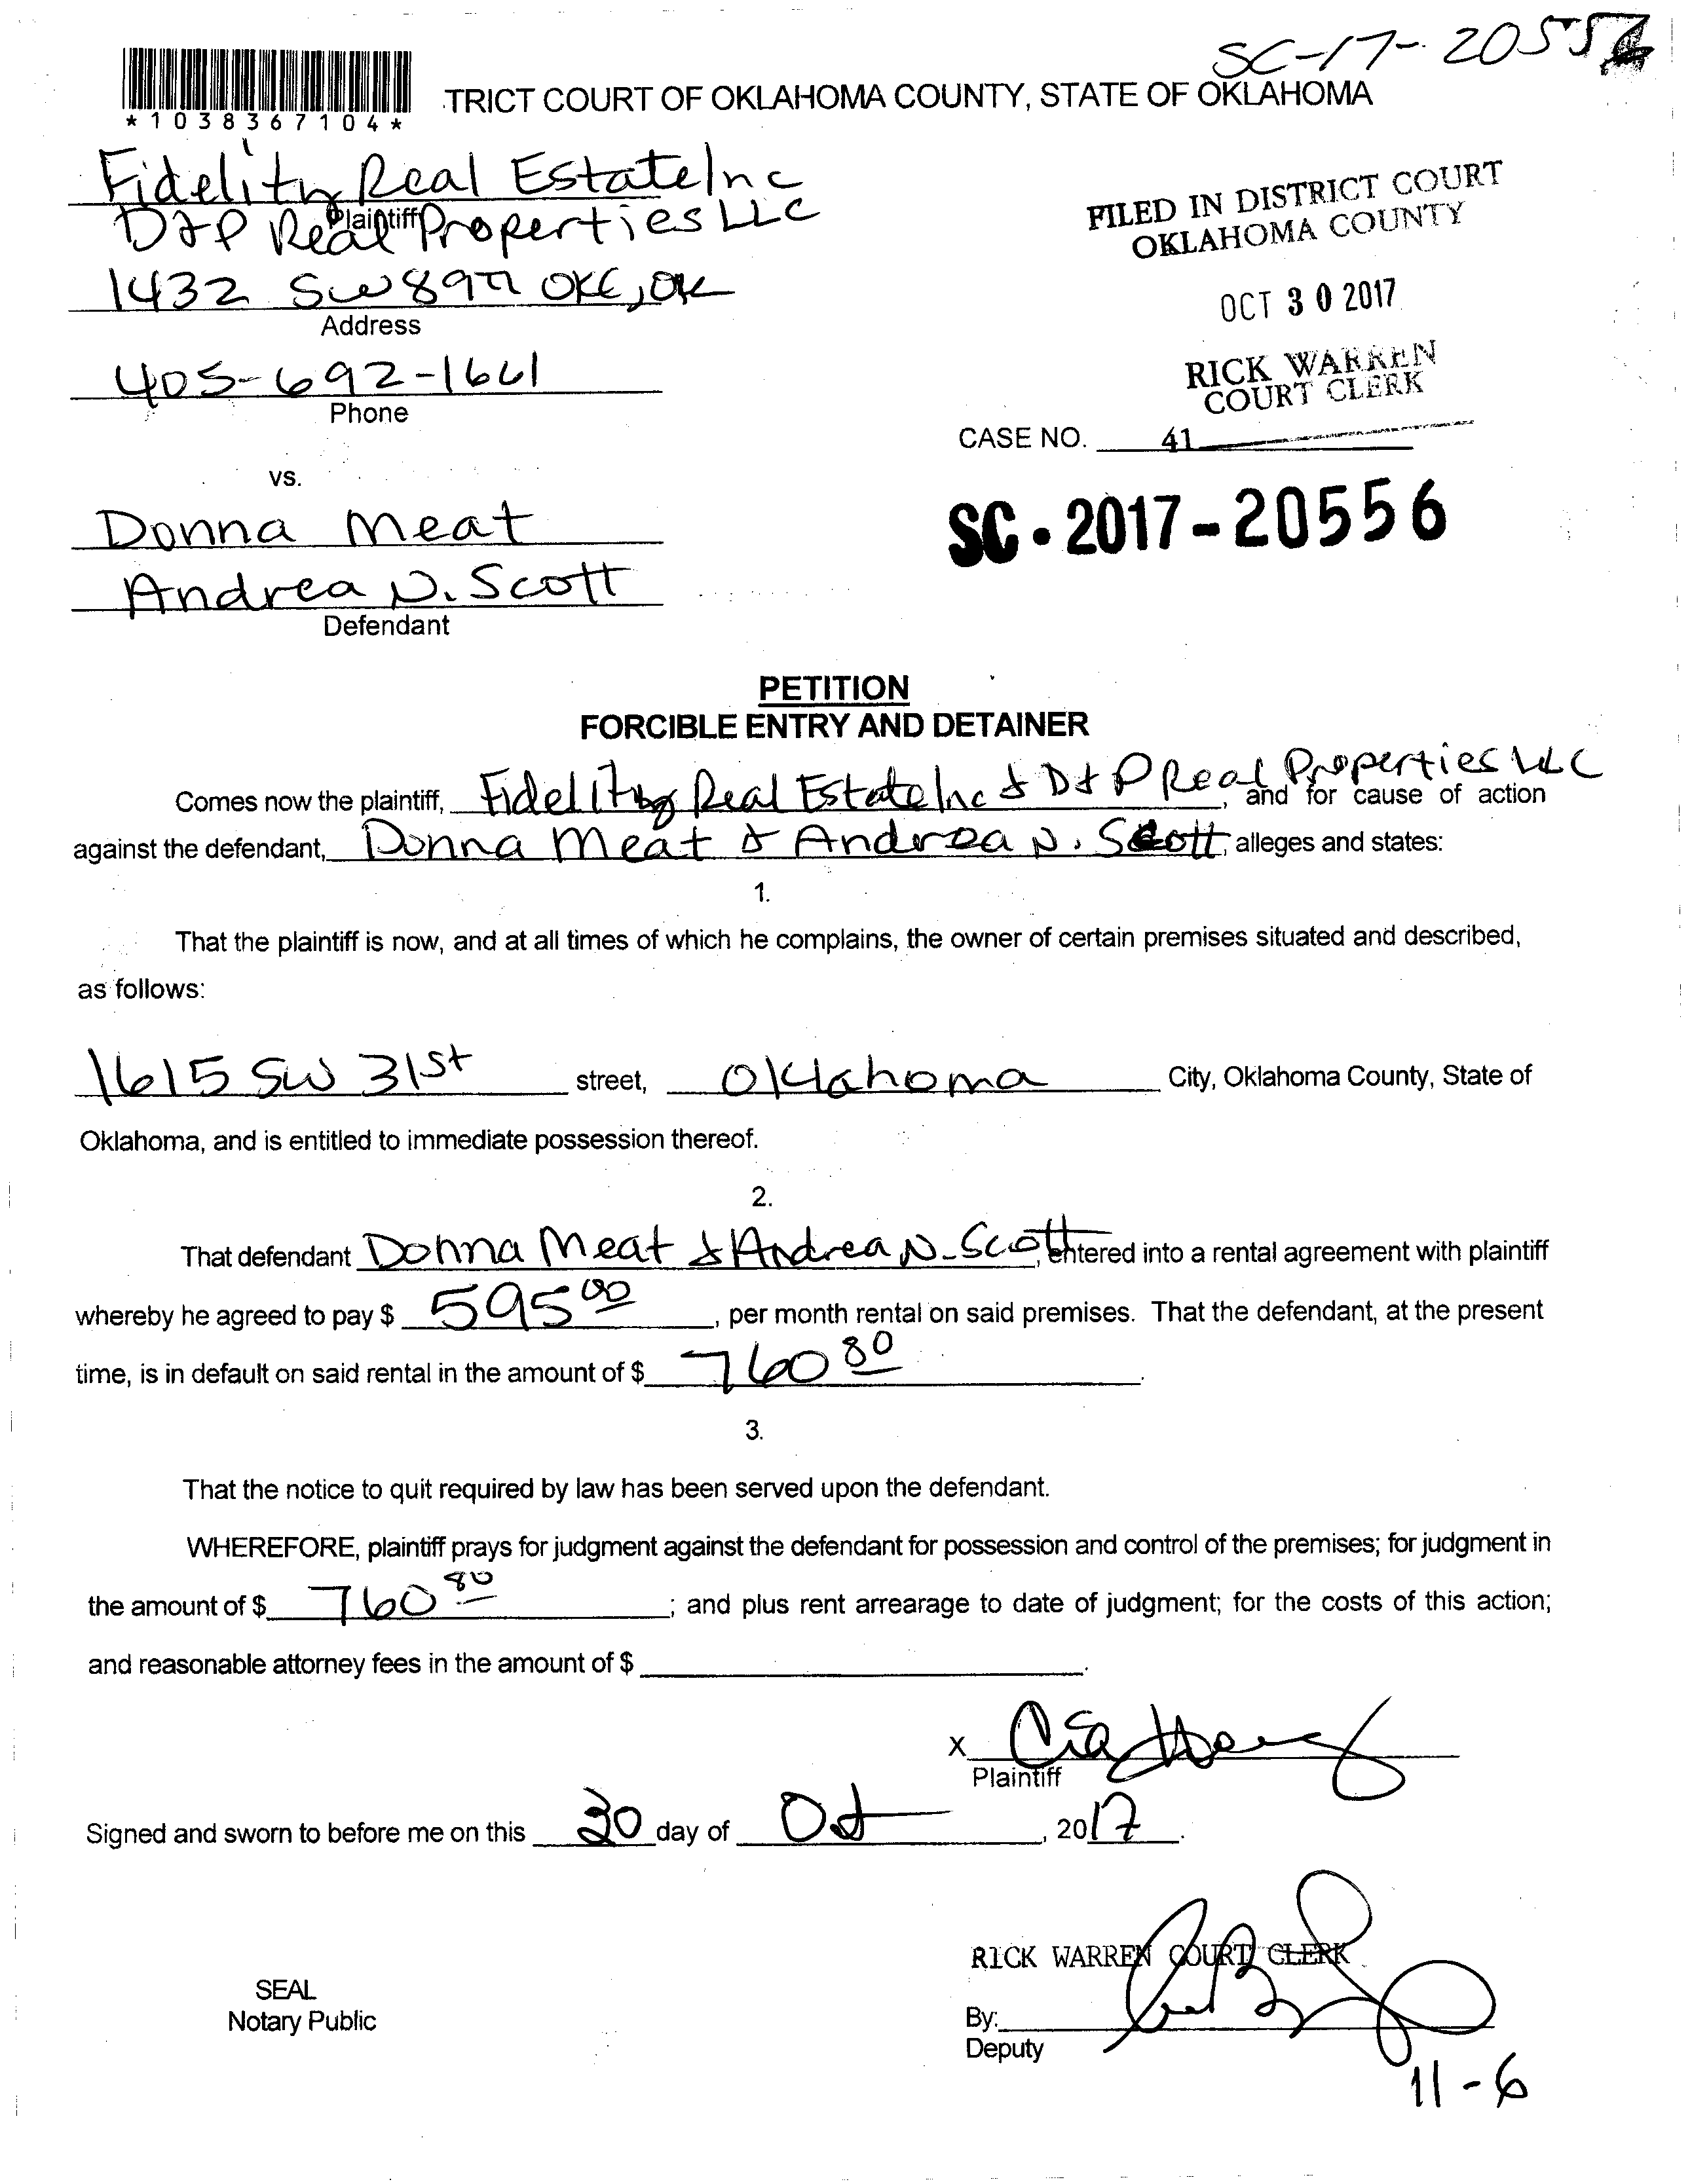 SC-17-2055
*1038367104*
TRICT COURT OF OKLAHOMA COUNTY, STATE OF OKLAHOMA
Fidelity Real Estate Inc
Plaintiff
D&P Real Properties LLC
1432 SW 89th OKC, OK
Address
405-692-1661
Phone
FILED IN DISTRICT COURT
OKLAHOMA COUNTY
OCT 30 2017
RICK WARREN
COURT CLERK
CASE NO. 41
SC-2017-20556
vs.
Donna Meat
Andrea N. Scott
Defendant
PETITION
FORCIBLE ENTRY AND DETAINER
Comes now the plaintiff, Fidelity Real Estate Inc & D&P Real Properties LLC, and for cause of action
against the defendant, Donna Meat & Andrea N. Scott, alleges and states:
1.
That the plaintiff is now, and at all times of which he complains, the owner of certain premises situated and described,
as follows:
1615 SW 31st street, Oklahoma City, Oklahoma County, State of
Oklahoma, and is entitled to immediate possession thereof.
2.
That defendant Donna Meat & Andrea N. Scott, entered into a rental agreement with plaintiff
whereby he agreed to pay $ 595 00, per month rental on said premises. That the defendant, at the present
time, is in default on said rental in the amount of $ 760 80.
3.
That the notice to quit required by law has been served upon the defendant.
WHEREFORE, plaintiff prays for judgment against the defendant for possession and control of the premises; for judgment in
the amount of $ 760 80; and plus rent arrearage to date of judgment; for the costs of this action;
and reasonable attorney fees in the amount of $
X
Plaintiff
Signed and sworn to before me on this 30 day of Oct, 2017.
RICK WARREN COURT CLERK
SEAL
Notary Public
By:
Deputy
11-6